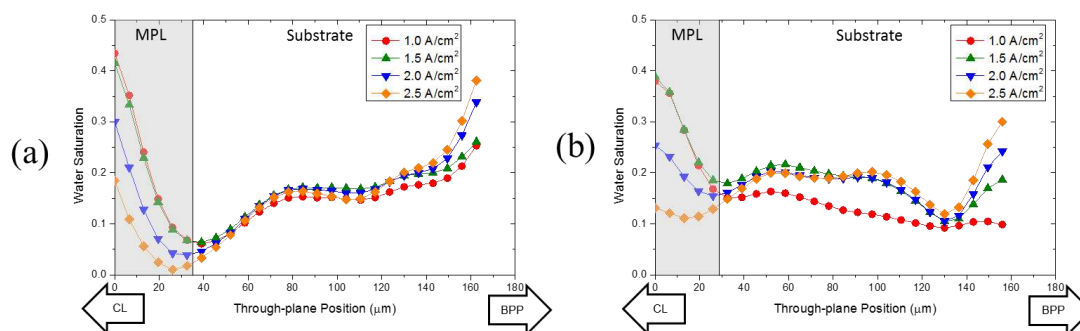 (a)
MPL
Substrate
1.0 A/cm²
1.5 A/cm²
2.0 A/cm²
2.5 A/cm²
Water Saturation
0.5
0.4
0.3
0.2
0.1
0.0
0 20 40 60 80 100 120 140 160 180
Through-plane Position (μm)
CL
BPP
(b)
MPL
Substrate
1.0 A/cm²
1.5 A/cm²
2.0 A/cm²
2.5 A/cm²
Water Saturation
0.5
0.4
0.3
0.2
0.1
0.0
0 20 40 60 80 100 120 140 160 180
Through-plane Position (μm)
CL
BPP